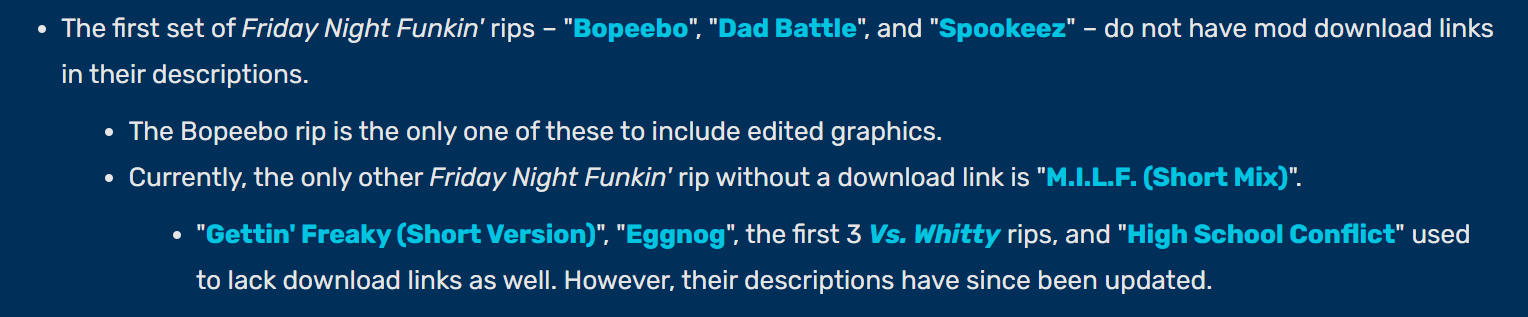 • The first set of Friday Night Funkin' rips – "Bopeebo", "Dad Battle", and "Spookeez" – do not have mod download links
in their descriptions.
• The Bopeebo rip is the only one of these to include edited graphics.
• Currently, the only other Friday Night Funkin' rip without a download link is "M.I.L.F. (Short Mix)".
• "Gettin' Freaky (Short Version)", "Eggnog", the first 3 Vs. Whitty rips, and "High School Conflict" used
to lack download links as well. However, their descriptions have since been updated.